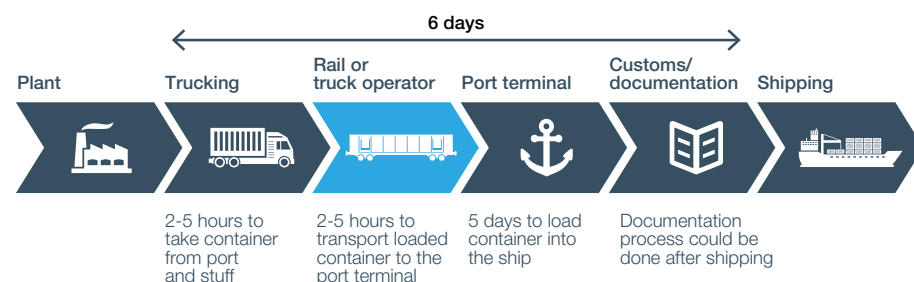 6 days
Plant
Trucking
Rail or
truck operator
Port terminal
Customs/
documentation
Shipping
2-5 hours to
take container
from port
and stuff
2-5 hours to
transport loaded
container to the
port terminal
5 days to load
container into
the ship
Documentation
process could be
done after shipping